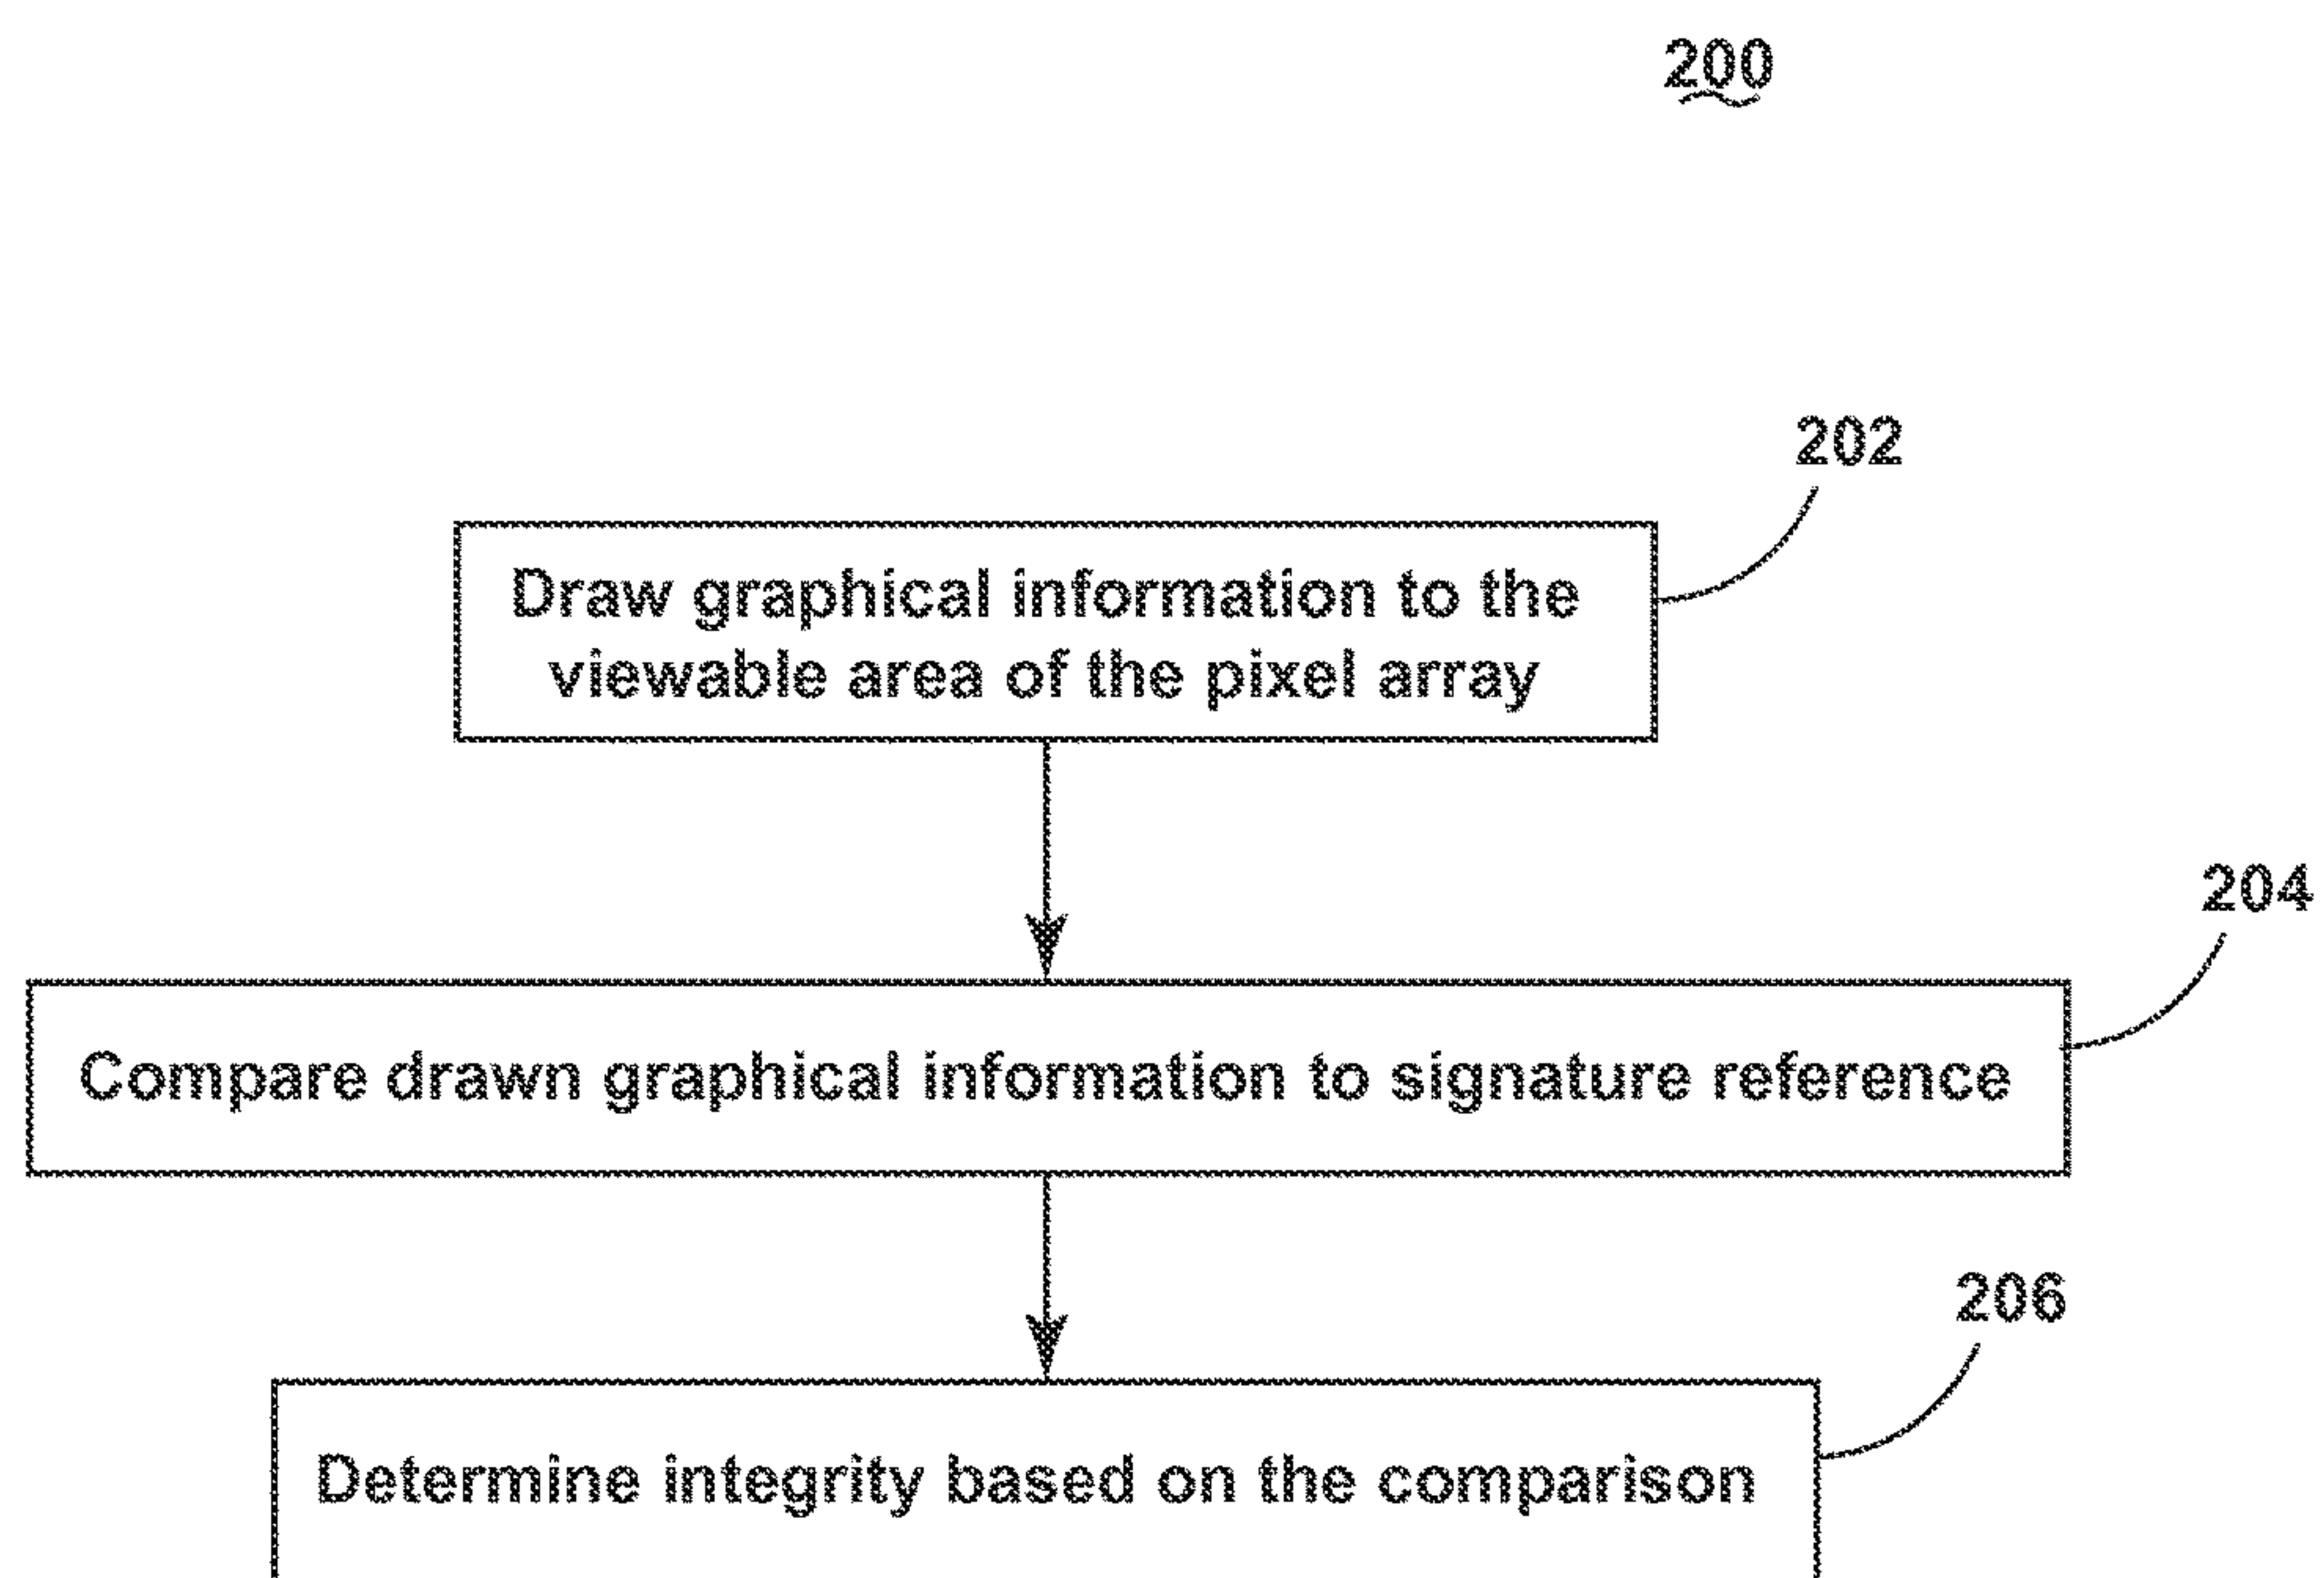 200
202
Draw graphical information to the
viewable area of the pixel array
204
Compare drawn graphical information to signature reference
206
Determine integrity based on the comparison